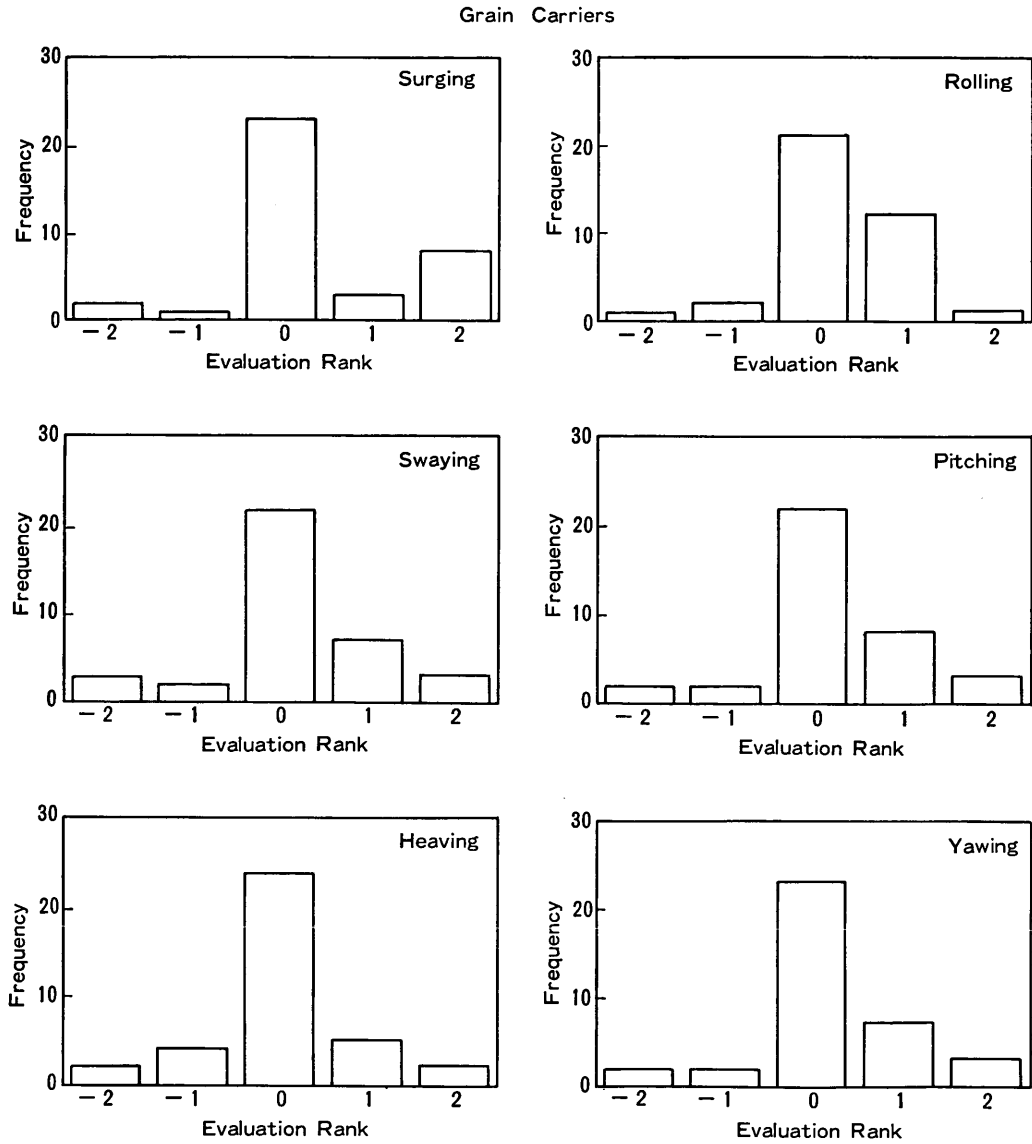 Grain Carriers
Surging
30
20
10
0
Frequency
－2 －1 0 1 2
Evaluation Rank
Rolling
30
20
10
0
Frequency
－2 －1 0 1 2
Evaluation Rank
Swaying
30
20
10
0
Frequency
－2 －1 0 1 2
Evaluation Rank
Pitching
30
20
10
0
Frequency
－2 －1 0 1 2
Evaluation Rank
Heaving
30
20
10
0
Frequency
－2 －1 0 1 2
Evaluation Rank
Yawing
30
20
10
0
Frequency
－2 －1 0 1 2
Evaluation Rank